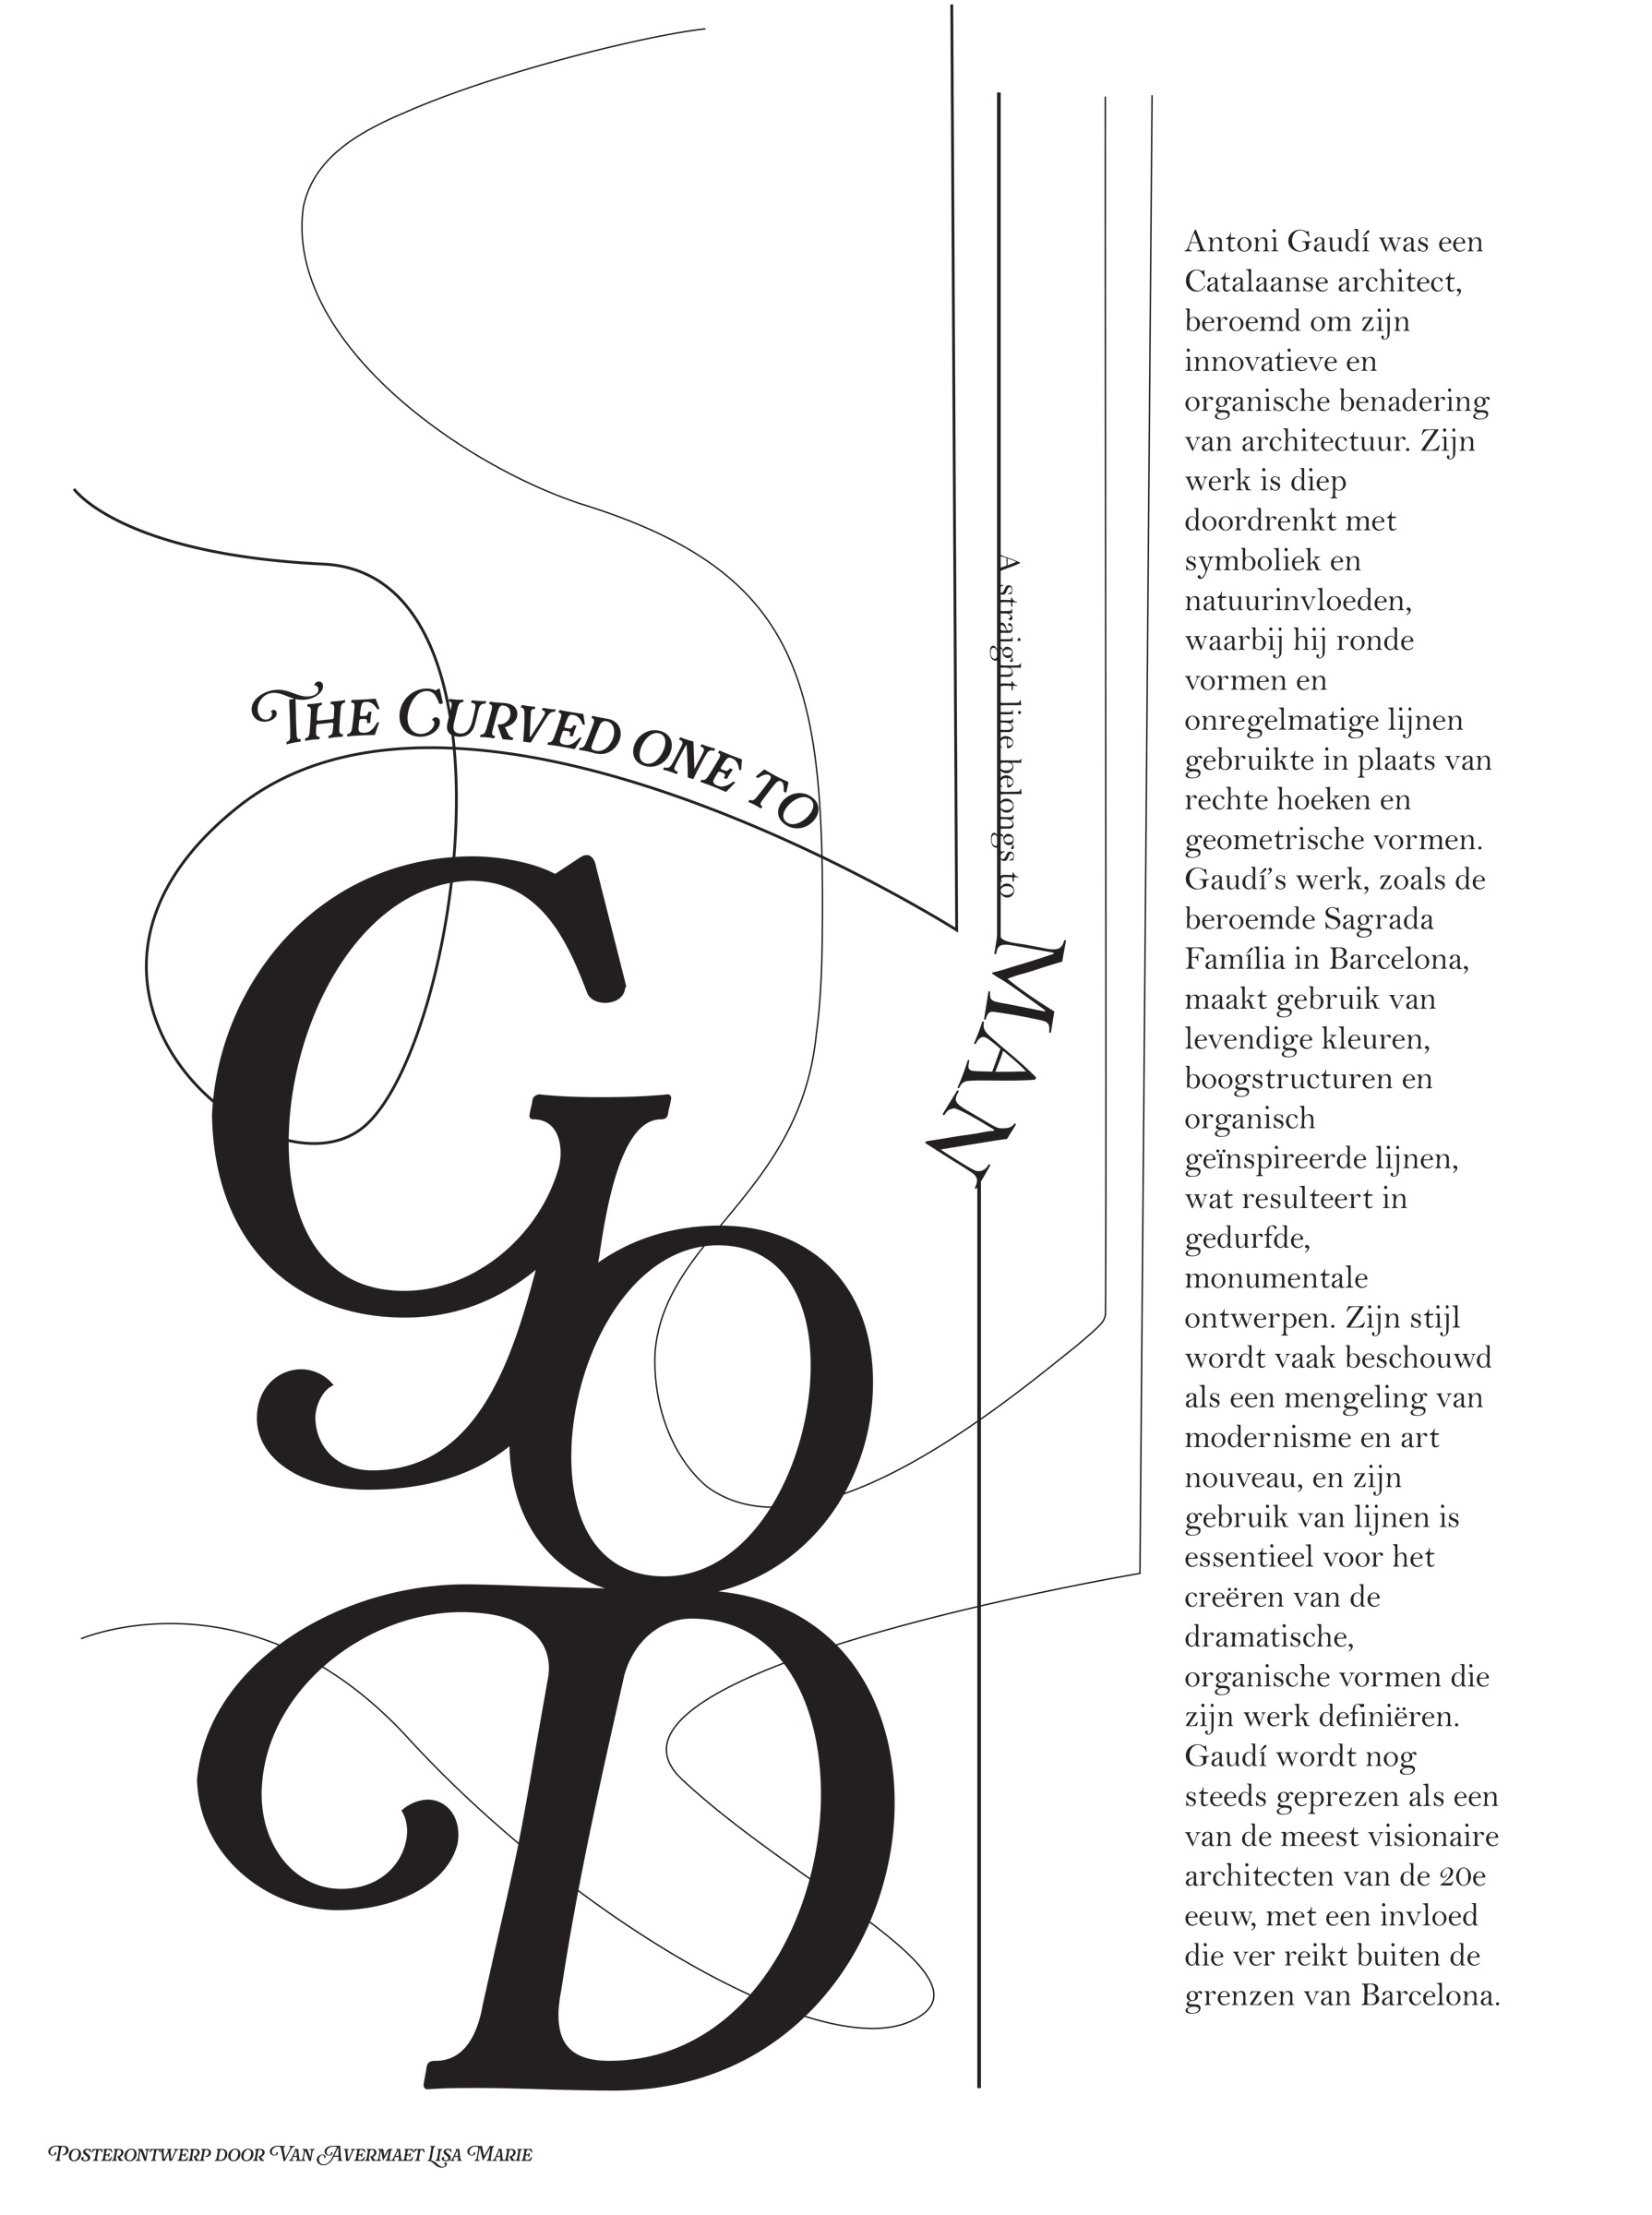 A straight line belongs to
MAN
THE CURVED ONE TO
GOD
Antoni Gaudí was een
Catalaanse architect,
beroemd om zijn
innovatieve en
organische benadering
van architectuur. Zijn
werk is diep
doordrenkt met
symboliek en
natuurinvloeden,
waarbij hij ronde
vormen en
onregelmatige lijnen
gebruikte in plaats van
rechte hoeken en
geometrische vormen.
Gaudí’s werk, zoals de
beroemde Sagrada
Família in Barcelona,
maakt gebruik van
levendige kleuren,
boogstructuren en
organisch
geïnspireerde lijnen,
wat resulteert in
gedurfde,
monumentale
ontwerpen. Zijn stijl
wordt vaak beschouwd
als een mengeling van
modernisme en art
nouveau, en zijn
gebruik van lijnen is
essentieel voor het
creëren van de
dramatische,
organische vormen die
zijn werk definiëren.
Gaudí wordt nog
steeds geprezen als een
van de meest visionaire
architecten van de 20e
eeuw, met een invloed
die ver reikt buiten de
grenzen van Barcelona.
POSTERONTWERP DOOR VAN AVERMAET LISA MARIE